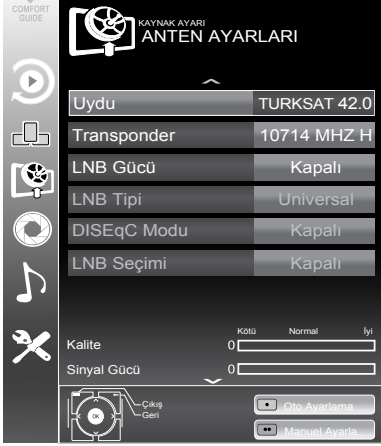 COMFORT
GUIDE
KAYNAK AYARI
ANTEN AYARLARI
Uydu TURKSAT 42.0
Transponder 10714 MHZ H
LNB Gücü Kapalı
LNB Tipi Universal
DISEqC Modu Kapalı
LNB Seçimi Kapalı
Kötü Normal İyi
Kalite 0
Sinyal Gücü 0
OK
Çıkış
Geri
Oto Ayarlama
Manuel Ayarla..